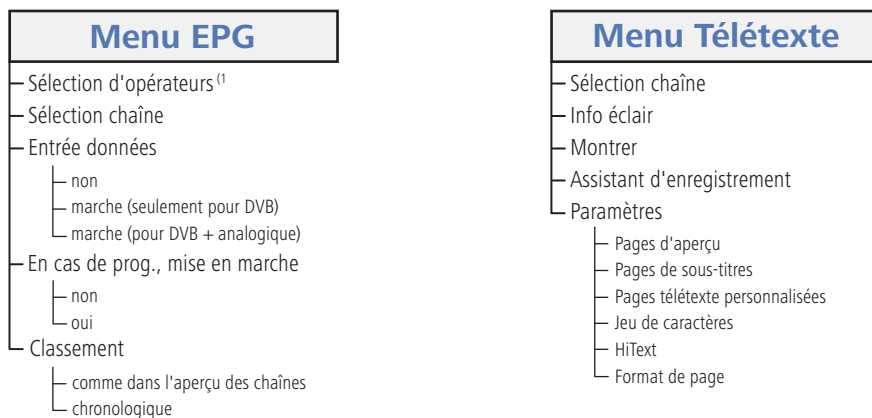 Menu EPG
Sélection d'opérateurs (1
Sélection chaîne
Entrée données
non
marche (seulement pour DVB)
marche (pour DVB + analogique)
En cas de prog., mise en marche
non
oui
Classement
comme dans l'aperçu des chaînes
chronologique
Menu Télétexte
Sélection chaîne
Info éclair
Montrer
Assistant d'enregistrement
Paramètres
Pages d'aperçu
Pages de sous-titres
Pages télétexte personnalisées
Jeu de caractères
HiText
Format de page